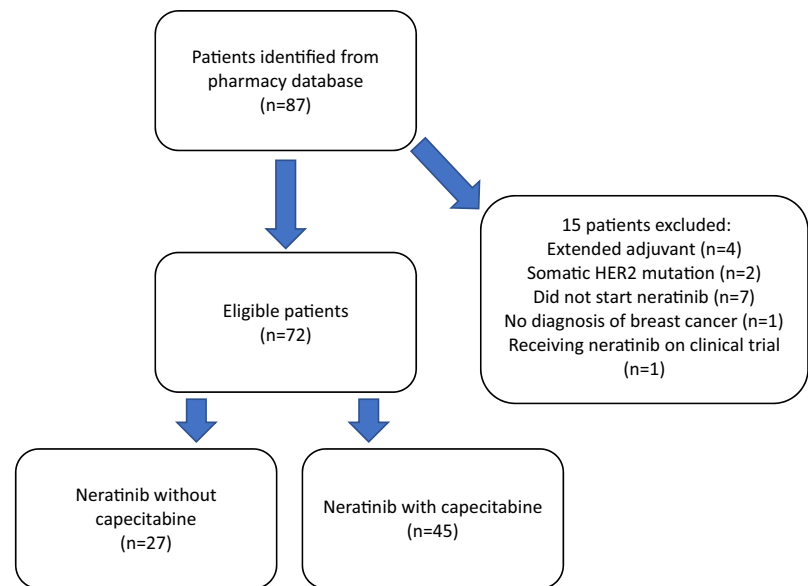 Patients identified from
pharmacy database
(n=87)
15 patients excluded:
Extended adjuvant (n=4)
Somatic HER2 mutation (n=2)
Did not start neratinib (n=7)
No diagnosis of breast cancer (n=1)
Receiving neratinib on clinical trial
(n=1)
Eligible patients
(n=72)
Neratinib without
capecitabine
(n=27)
Neratinib with capecitabine
(n=45)